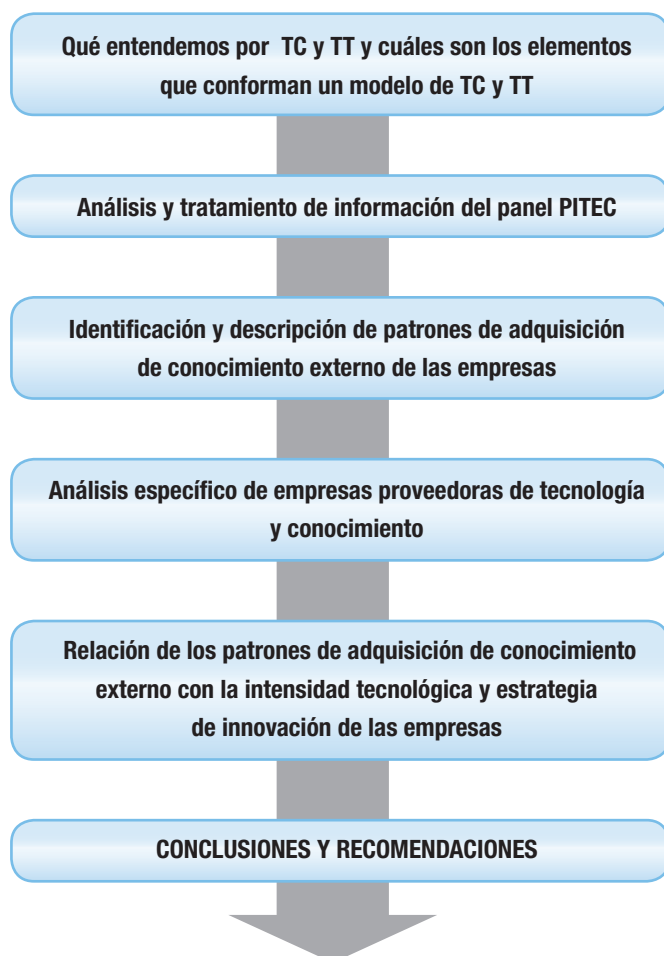 Qué entendemos por TC y TT y cuáles son los elementos
que conforman un modelo de TC y TT
Análisis y tratamiento de información del panel PITEC
Identificación y descripción de patrones de adquisición
de conocimiento externo de las empresas
Análisis específico de empresas proveedoras de tecnología
y conocimiento
Relación de los patrones de adquisición de conocimiento
externo con la intensidad tecnológica y estrategia
de innovación de las empresas
CONCLUSIONES Y RECOMENDACIONES